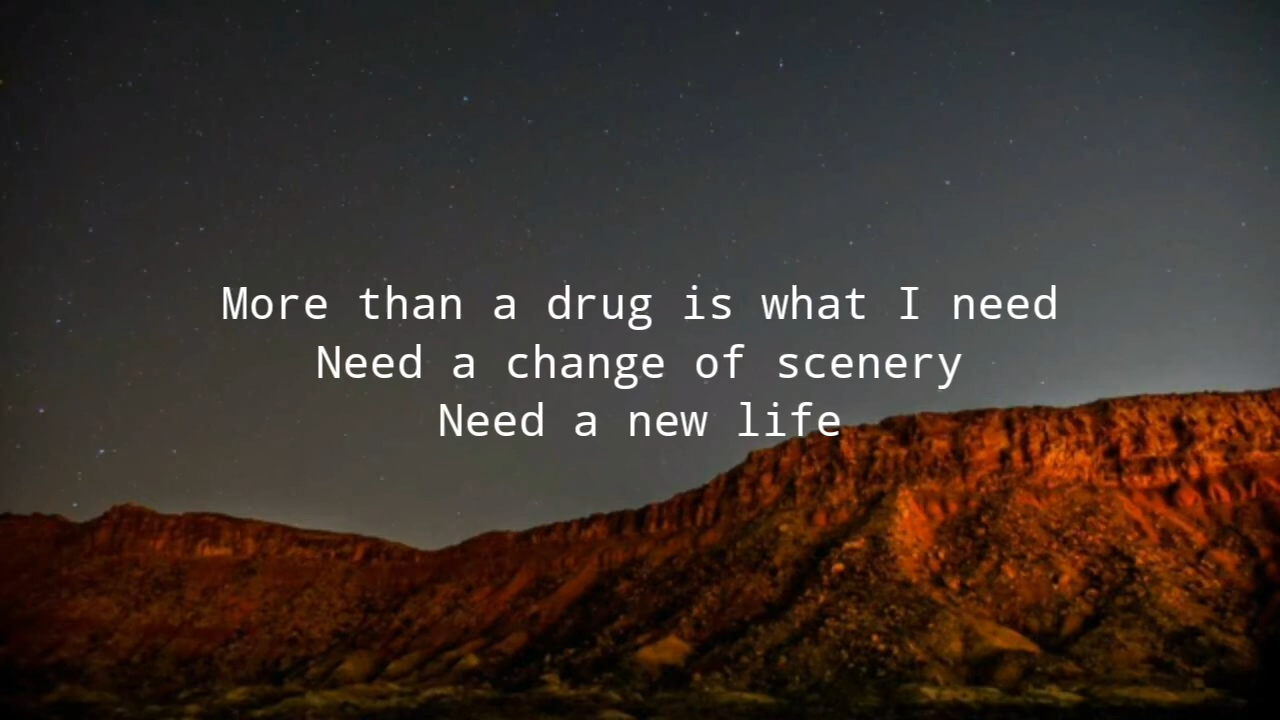 More than a drug is what I need
Need a change of scenery
Need a new life